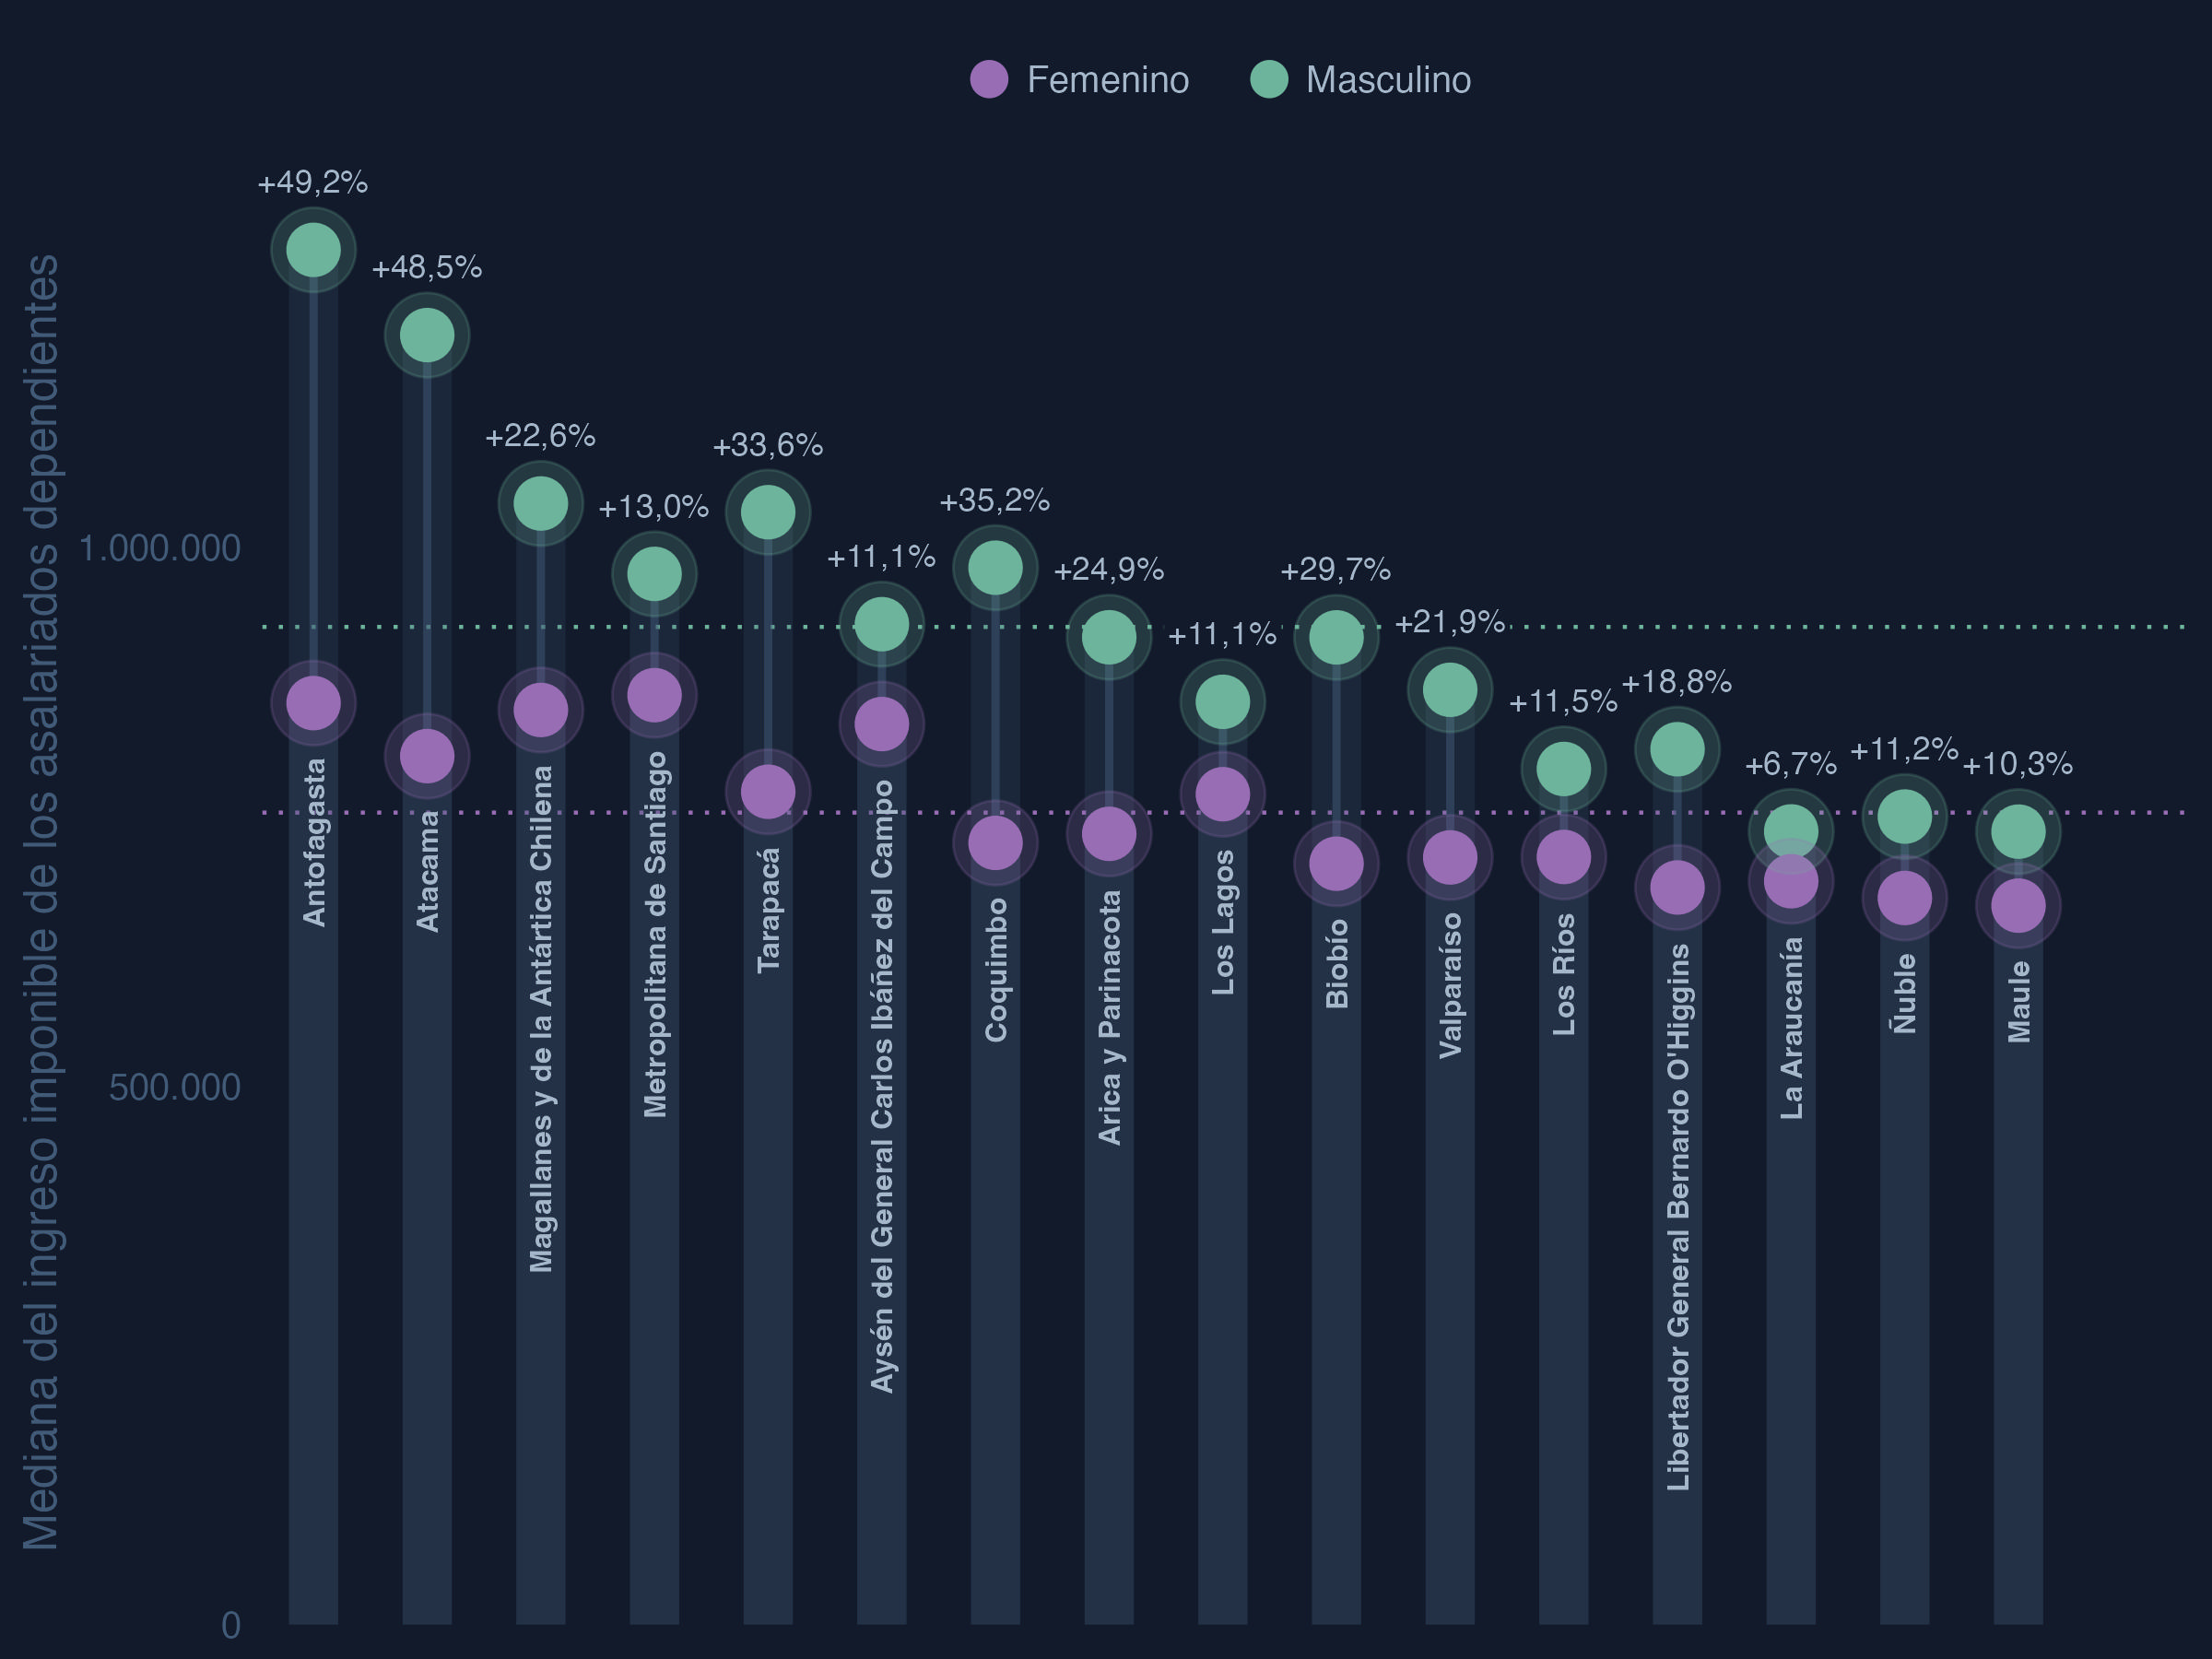 Femenino
Masculino
Mediana del ingreso imponible de los asalariados dependientes
1.000.000
500.000
0
+49,2%
+48,5%
+22,6%
+13,0%
+33,6%
+11,1%
+35,2%
+24,9%
+11,1%
+29,7%
+21,9%
+11,5%
+18,8%
+6,7%
+11,2%
+10,3%
Antofagasta
Atacama
Magallanes y de la Antártica Chilena
Metropolitana de Santiago
Tarapacá
Aysén del General Carlos Ibáñez del Campo
Coquimbo
Arica y Parinacota
Los Lagos
Biobío
Valparaíso
Los Ríos
Libertador General Bernardo O'Higgins
La Araucanía
Ñuble
Maule